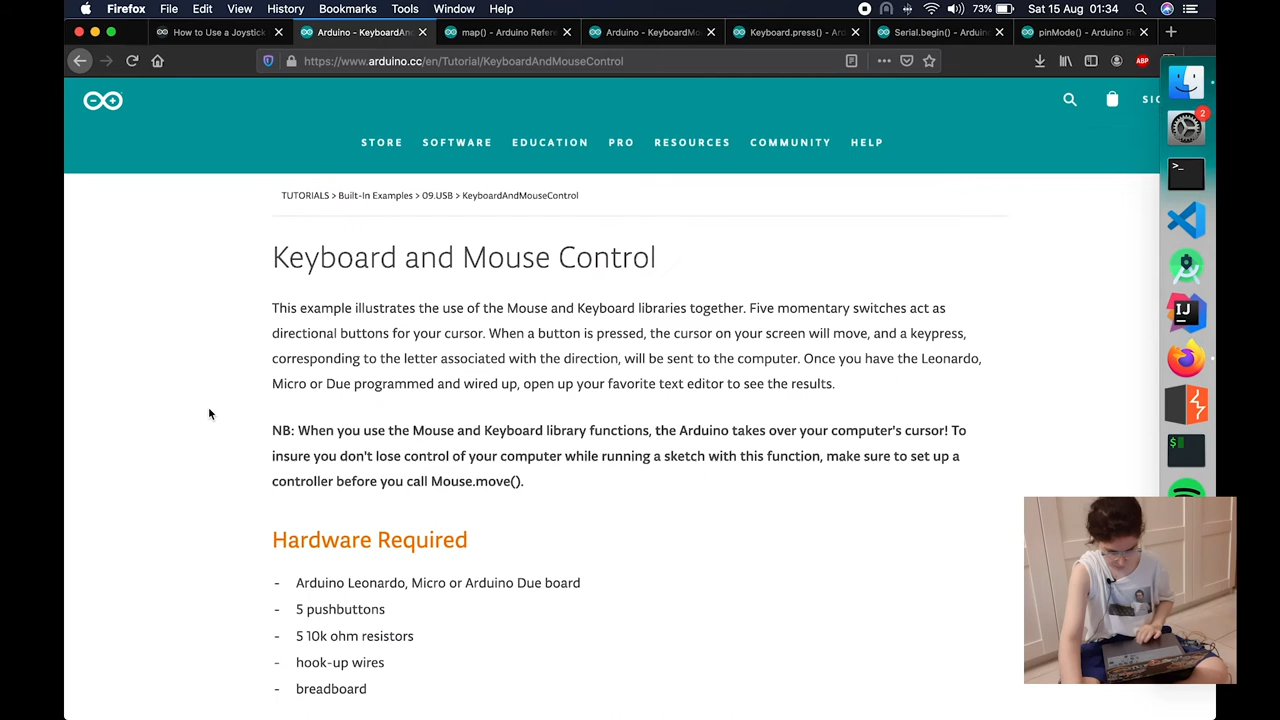 Firefox File Edit View History Bookmarks Tools Window Help 73% Sat 15 Aug 01:34
How to Use a Joystick Arduino - KeyboardAn map() - Arduino Refere Arduino - KeyboardMo Keyboard.press() - Arduin Serial.begin() - Arduino pinMode() - Arduino Re
https://www.arduino.cc/en/Tutorial/KeyboardAndMouseControl ABP
SIG
STORE SOFTWARE EDUCATION PRO RESOURCES COMMUNITY HELP
2
TUTORIALS > Built-In Examples > 09.USB > KeyboardAndMouseControl
Keyboard and Mouse Control
This example illustrates the use of the Mouse and Keyboard libraries together. Five momentary switches act as
directional buttons for your cursor. When a button is pressed, the cursor on your screen will move, and a keypress,
corresponding to the letter associated with the direction, will be sent to the computer. Once you have the Leonardo,
Micro or Due programmed and wired up, open up your favorite text editor to see the results.
IJ
NB: When you use the Mouse and Keyboard library functions, the Arduino takes over your computer's cursor! To
insure you don't lose control of your computer while running a sketch with this function, make sure to set up a
controller before you call Mouse.move().
$
Hardware Required
- Arduino Leonardo, Micro or Arduino Due board
- 5 pushbuttons
- 5 10k ohm resistors
- hook-up wires
- breadboard